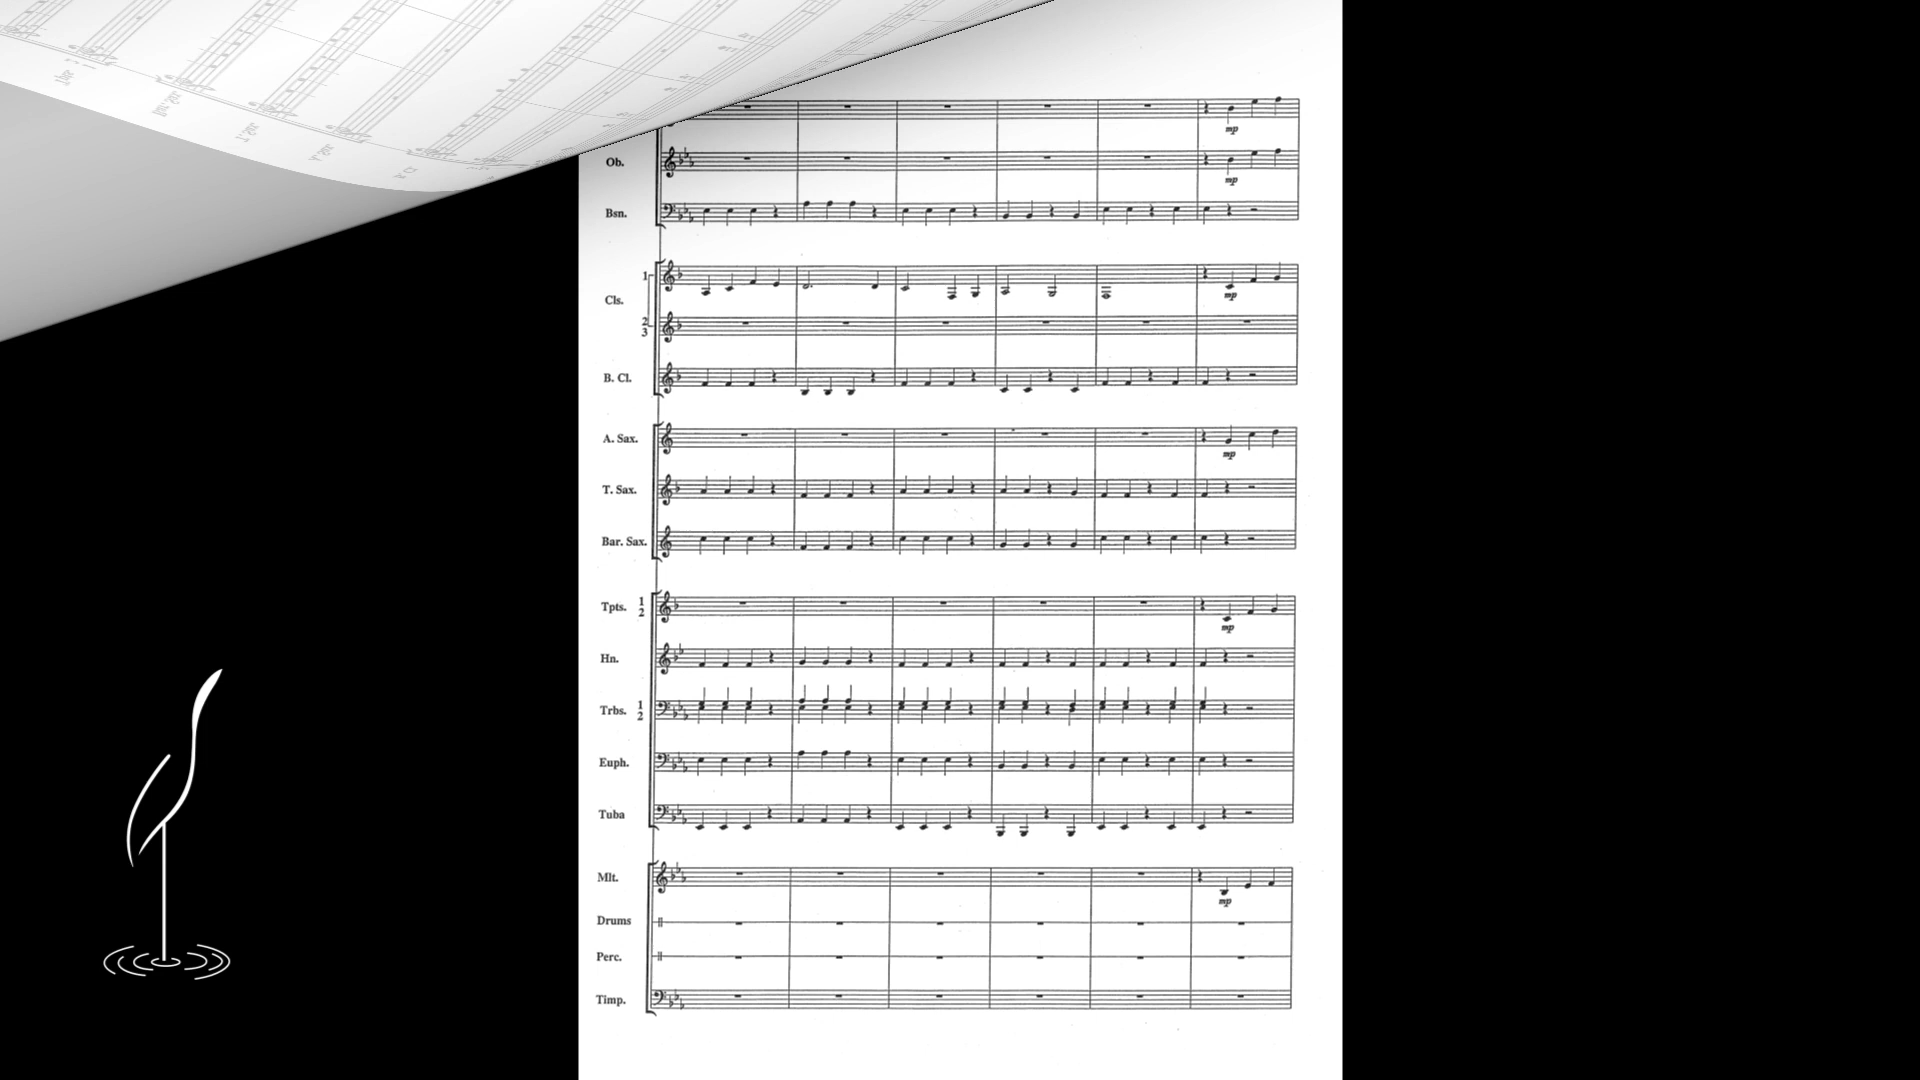 mp
Ob.
mp
Bsn.
1
Cls.
mp
2
3
B. Cl.
A. Sax.
mp
T. Sax.
Bar. Sax.
Tpts. 1
2
mp
Hn.
Trbs. 1
2
Euph.
Tuba
Mlt.
mp
Drums
Perc.
Timp.